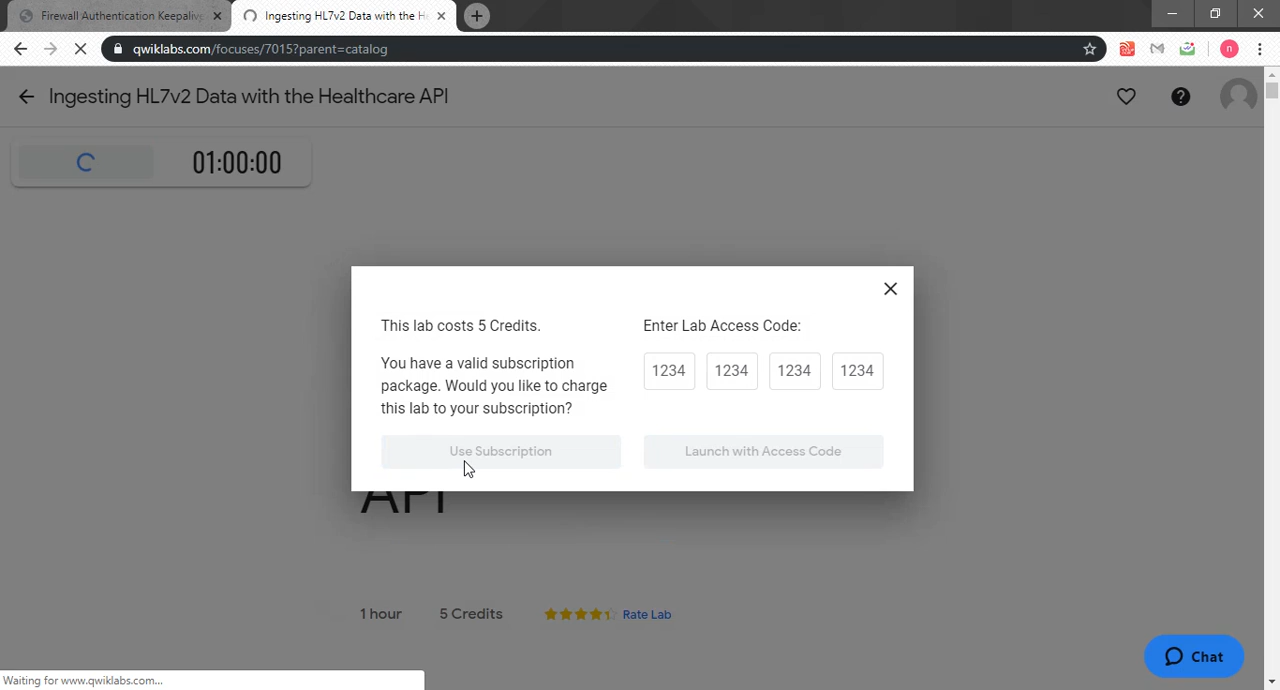 Firewall Authentication Keepaliv
Ingesting HL7v2 Data with the H
qwiklabs.com/focuses/7015?parent=catalog
n
Ingesting HL7v2 Data with the Healthcare API
01:00:00
This lab costs 5 Credits.
You have a valid subscription
package. Would you like to charge
this lab to your subscription?
Use Subscription
Enter Lab Access Code:
1234 1234 1234 1234
Launch with Access Code
API
1 hour 5 Credits Rate Lab
Chat
Waiting for www.qwiklabs.com...